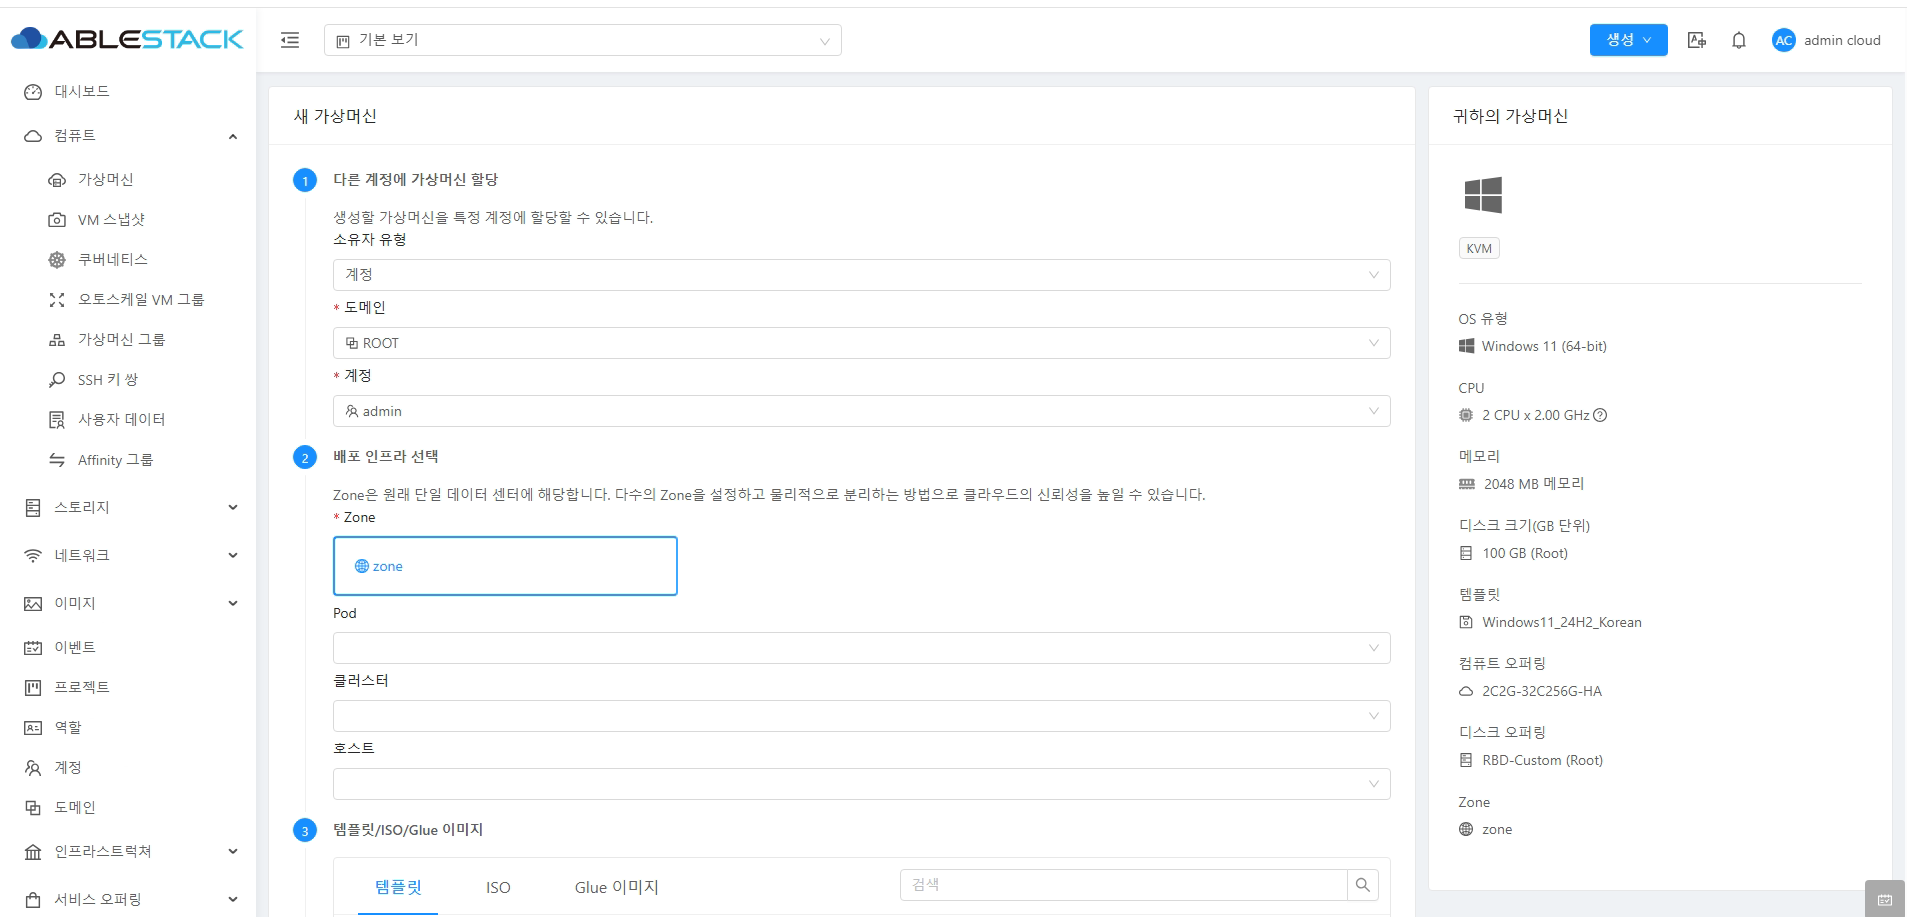 ABLESTACK
기본 보기
생성
AC
admin cloud
대시보드
컴퓨트
가상머신
VM 스냅샷
쿠버네티스
오토스케일 VM 그룹
가상머신 그룹
SSH 키 쌍
사용자 데이터
Affinity 그룹
스토리지
네트워크
이미지
이벤트
프로젝트
역할
계정
도메인
인프라스트럭쳐
서비스 오퍼링
새 가상머신
1
다른 계정에 가상머신 할당
생성할 가상머신을 특정 계정에 할당할 수 있습니다.
소유자 유형
계정
* 도메인
ROOT
* 계정
admin
2
배포 인프라 선택
Zone은 원래 단일 데이터 센터에 해당합니다. 다수의 Zone을 설정하고 물리적으로 분리하는 방법으로 클라우드의 신뢰성을 높일 수 있습니다.
* Zone
zone
Pod
클러스터
호스트
3
템플릿/ISO/Glue 이미지
템플릿
ISO
Glue 이미지
검색
귀하의 가상머신
KVM
OS 유형
Windows 11 (64-bit)
CPU
2 CPU x 2.00 GHz
메모리
2048 MB 메모리
디스크 크기(GB 단위)
100 GB (Root)
템플릿
Windows11_24H2_Korean
컴퓨트 오퍼링
2C2G-32C256G-HA
디스크 오퍼링
RBD-Custom (Root)
Zone
zone